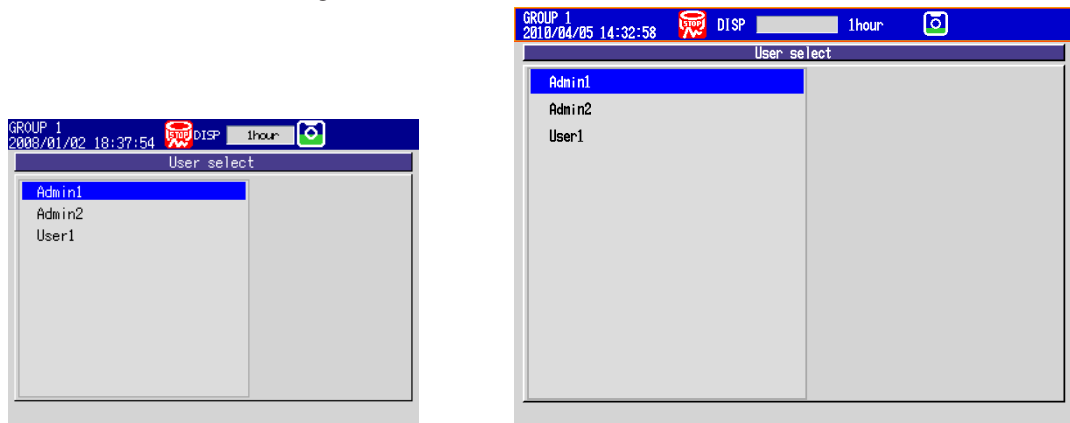 GROUP 1
2008/01/02 18:37:54 STOP DISP 1hour
User select
Admin1
Admin2
User1
GROUP 1
2010/04/05 14:32:58 STOP DISP 1hour
User select
Admin1
Admin2
User1